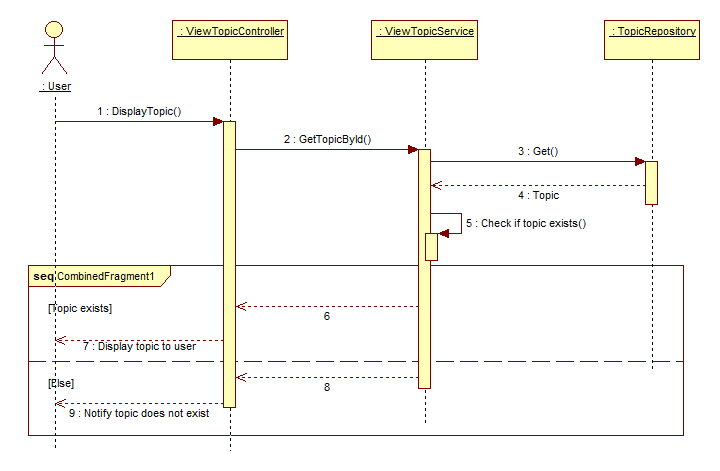 : ViewTopicController
: ViewTopicService
: TopicRepository
: User
1 : DisplayTopic()
2 : GetTopicById()
3 : Get()
4 : Topic
5 : Check if topic exists()
seq CombinedFragment1
[Topic exists]
6
7 : Display topic to user
[Else]
8
9 : Notify topic does not exist